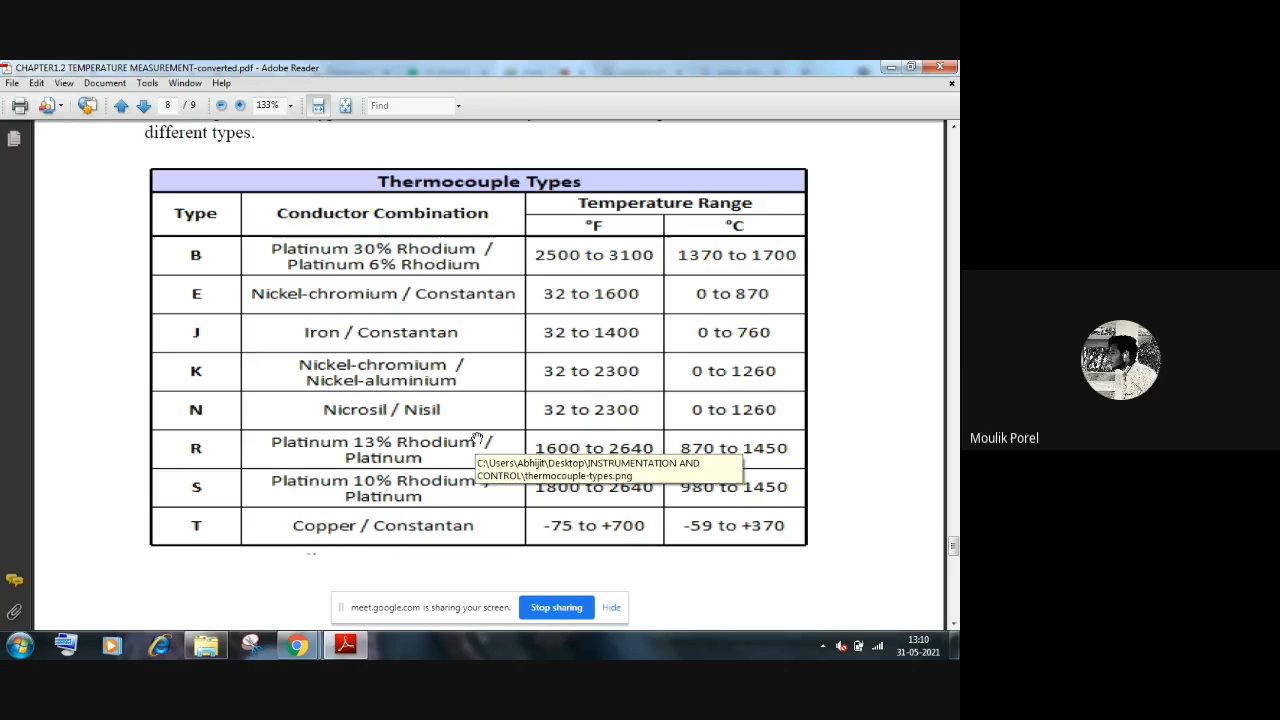 CHAPTER1.2 TEMPERATURE MEASUREMENT-converted.pdf - Adobe Reader
File Edit View Document Tools Window Help
8 / 9 133% Find
different types.
Thermocouple Types
Type Conductor Combination Temperature Range
°F °C
B Platinum 30% Rhodium / Platinum 6% Rhodium 2500 to 3100 1370 to 1700
E Nickel-chromium / Constantan 32 to 1600 0 to 870
J Iron / Constantan 32 to 1400 0 to 760
K Nickel-chromium / Nickel-aluminium 32 to 2300 0 to 1260
N Nicrosil / Nisil 32 to 2300 0 to 1260
R Platinum 13% Rhodium / Platinum 1600 to 2640 870 to 1450
C:\Users\Abhijit\Desktop\INSTRUMENTATION AND
CONTROL\thermocouple-types.png
S Platinum 10% Rhodium / Platinum 1800 to 2640 980 to 1450
T Copper / Constantan -75 to +700 -59 to +370
meet.google.com is sharing your screen. Stop sharing Hide
13:10
31-05-2021
Moulik Porel